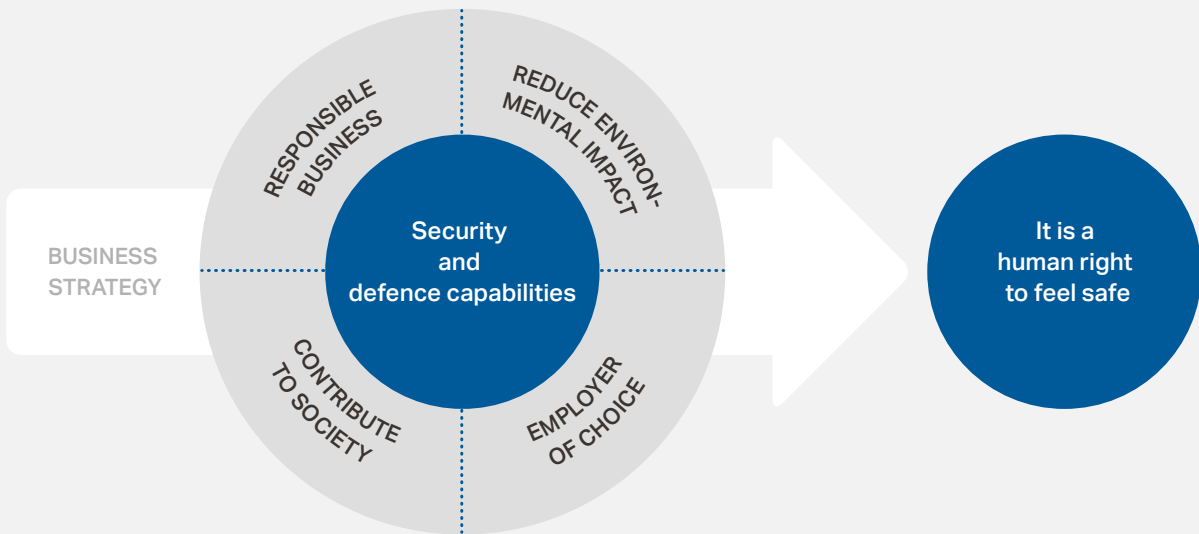 BUSINESS
STRATEGY
RESPONSIBLE
BUSINESS
REDUCE ENVIRON-
MENTAL IMPACT
Security
and
defence capabilities
CONTRIBUTE
TO SOCIETY
EMPLOYER
OF CHOICE
It is a
human right
to feel safe